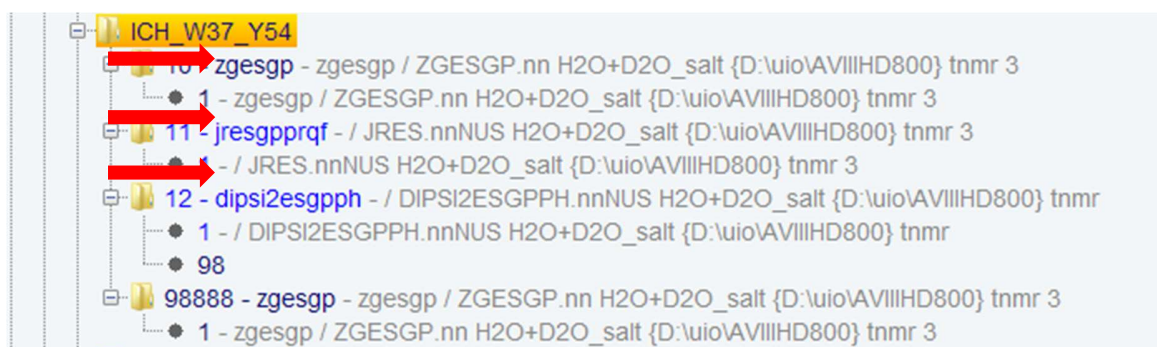 ICH_W37_Y54
10 - zgesgp - zgesgp / ZGESGP.nn H2O+D2O_salt {D:\uio\AVIIIHD800} tnmr 3
1 - zgesgp / ZGESGP.nn H2O+D2O_salt {D:\uio\AVIIIHD800} tnmr 3
11 - jresgpprqf - / JRES.nnNUS H2O+D2O_salt {D:\uio\AVIIIHD800} tnmr 3
1 - / JRES.nnNUS H2O+D2O_salt {D:\uio\AVIIIHD800} tnmr 3
12 - dipsi2esgpph - / DIPSI2ESGPPH.nnNUS H2O+D2O_salt {D:\uio\AVIIIHD800} tnmr
1 - / DIPSI2ESGPPH.nnNUS H2O+D2O_salt {D:\uio\AVIIIHD800} tnmr
98
98888 - zgesgp - zgesgp / ZGESGP.nn H2O+D2O_salt {D:\uio\AVIIIHD800} tnmr 3
1 - zgesgp / ZGESGP.nn H2O+D2O_salt {D:\uio\AVIIIHD800} tnmr 3